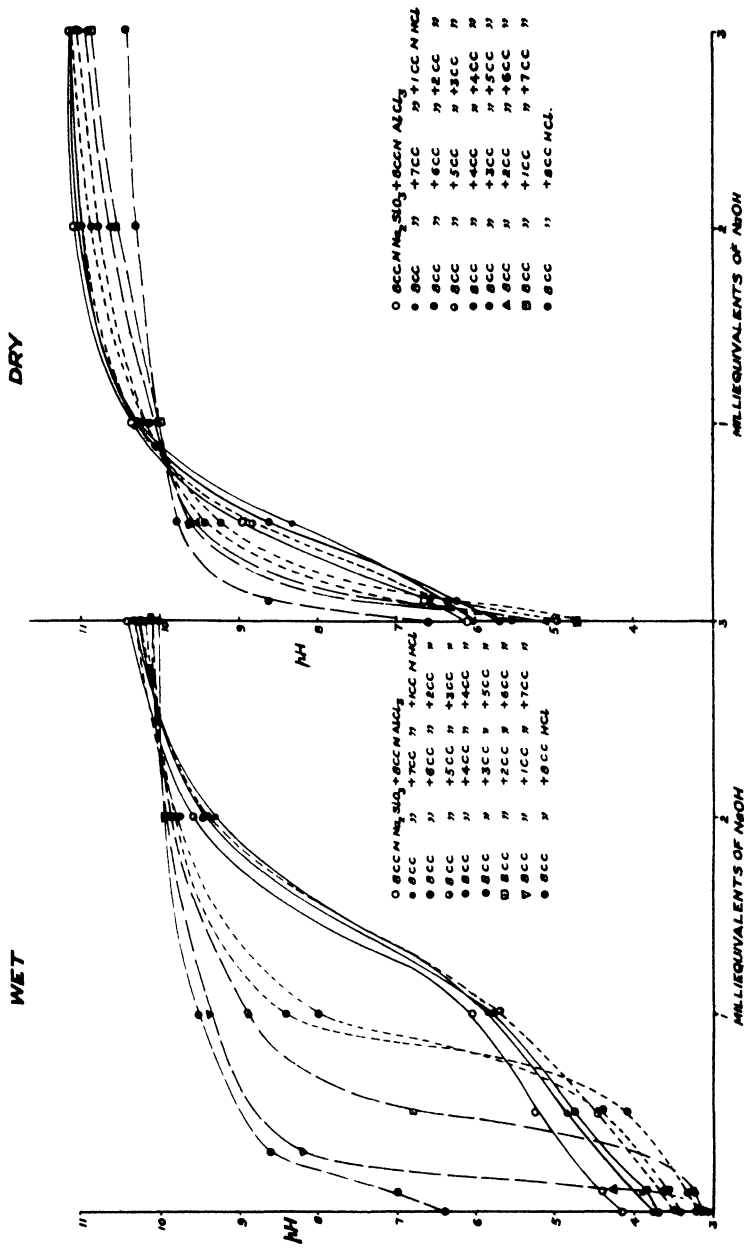 WET
pH
11
10
9
8
7
6
5
4
3
1
2
3
MILLIEQUIVALENTS OF NaOH
○ 8CC N Na2SiO3 + 8CC N AlCl3
● 8CC ,, +7CC ,, +1CC N HCl
● 8CC ,, +6CC ,, +2CC ,,
○ 8CC ,, +5CC ,, +3CC ,,
● 8CC ,, +4CC ,, +4CC ,,
● 8CC ,, +3CC ,, +5CC ,,
□ 8CC ,, +2CC ,, +6CC ,,
▽ 8CC ,, +1CC ,, +7CC ,,
● 8CC ,, +8CC HCl
DRY
pH
11
10
9
8
7
6
5
4
1
2
3
MILLIEQUIVALENTS OF NaOH
○ 8CC N Na2SiO3 + 8CC N AlCl3
● 8CC ,, +7CC ,, +1CC N HCl
● 8CC ,, +6CC ,, +2CC ,,
○ 8CC ,, +5CC ,, +3CC ,,
● 8CC ,, +4CC ,, +4CC ,,
● 8CC ,, +3CC ,, +5CC ,,
▲ 8CC ,, +2CC ,, +6CC ,,
□ 8CC ,, +1CC ,, +7CC ,,
● 8CC ,, +8CC HCl.